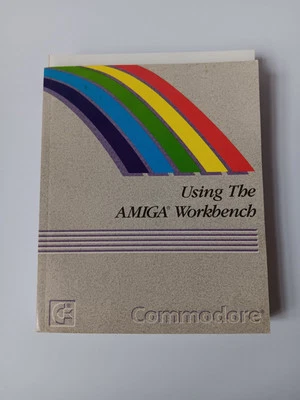 Using The
AMIGA® Workbench
Commodore®